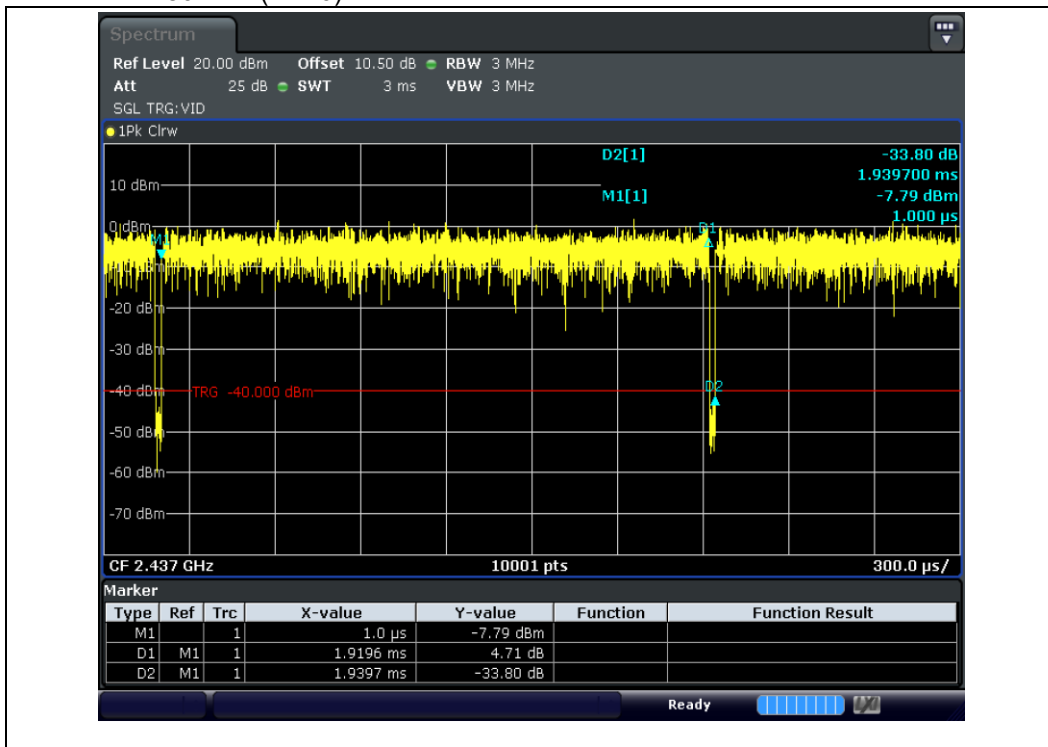 Spectrum
Ref Level 20.00 dBm Offset 10.50 dB RBW 3 MHz
Att 25 dB SWT 3 ms VBW 3 MHz
SGL TRG:VID
1Pk Clrw
D2[1] -33.80 dB
1.939700 ms
10 dBm
M1[1] -7.79 dBm
1.000 µs
0 dBm
M1
D1
-10 dBm
-20 dBm
-30 dBm
-40 dBm
TRG -40.000 dBm
D2
-50 dBm
-60 dBm
-70 dBm
CF 2.437 GHz 10001 pts 300.0 µs/
Marker
Type Ref Trc X-value Y-value Function Function Result
M1 1 1.0 µs -7.79 dBm
D1 M1 1 1.9196 ms 4.71 dB
D2 M1 1 1.9397 ms -33.80 dB
Ready